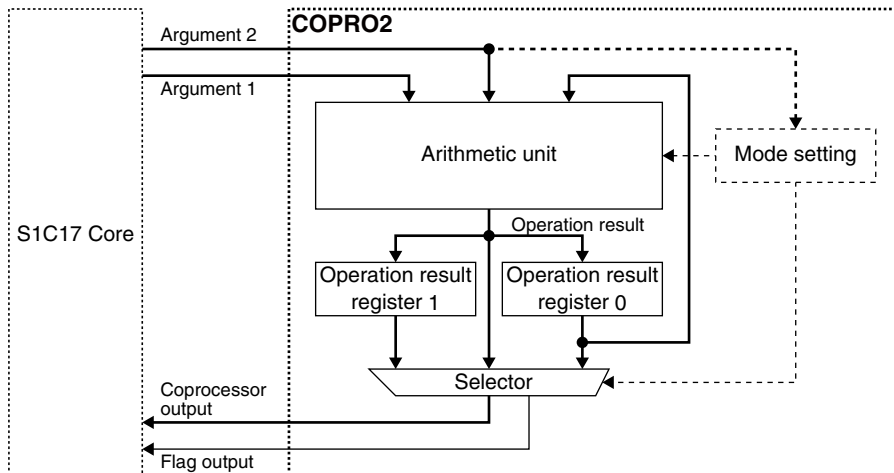 COPRO2
Argument 2
Argument 1
Arithmetic unit
Mode setting
S1C17 Core
Operation result
Operation result
register 1
Operation result
register 0
Selector
Coprocessor
output
Flag output